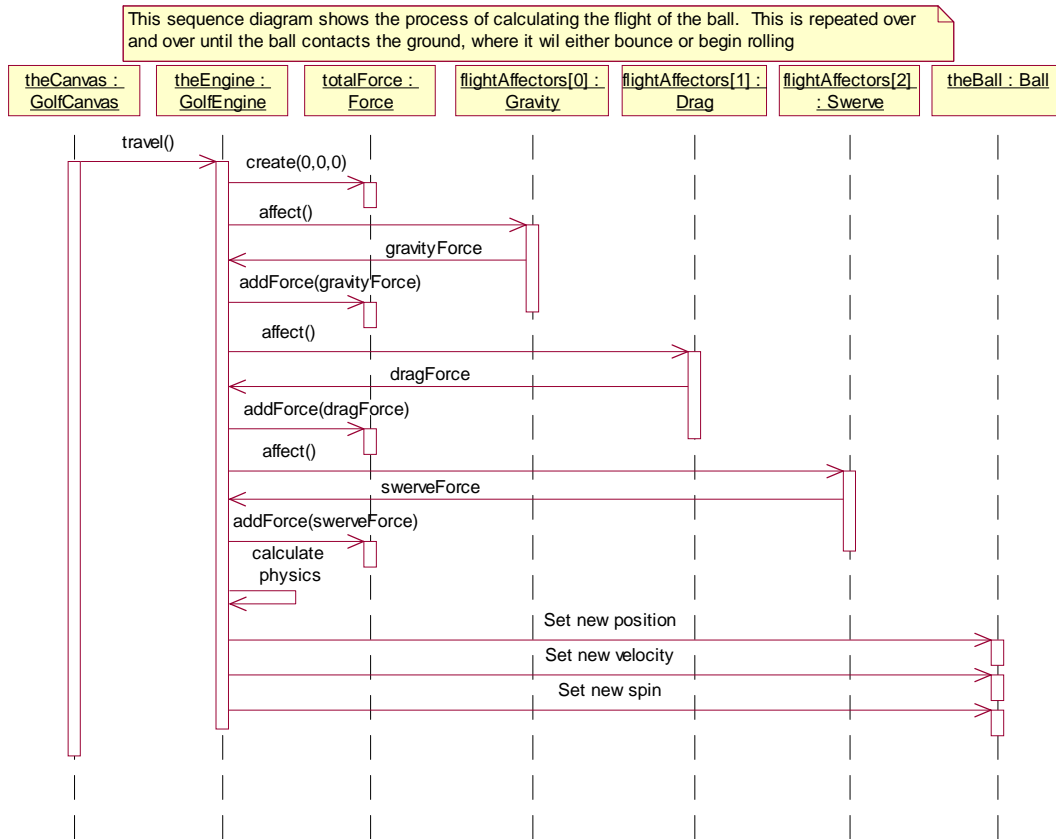 This sequence diagram shows the process of calculating the flight of the ball.  This is repeated over
and over until the ball contacts the ground, where it wil either bounce or begin rolling
theCanvas :
GolfCanvas
theEngine :
GolfEngine
totalForce :
Force
flightAffectors[0] :
Gravity
flightAffectors[1] :
Drag
flightAffectors[2]
: Swerve
theBall : Ball
travel()
create(0,0,0)
affect()
gravityForce
addForce(gravityForce)
affect()
dragForce
addForce(dragForce)
affect()
swerveForce
addForce(swerveForce)
calculate
physics
Set new position
Set new velocity
Set new spin